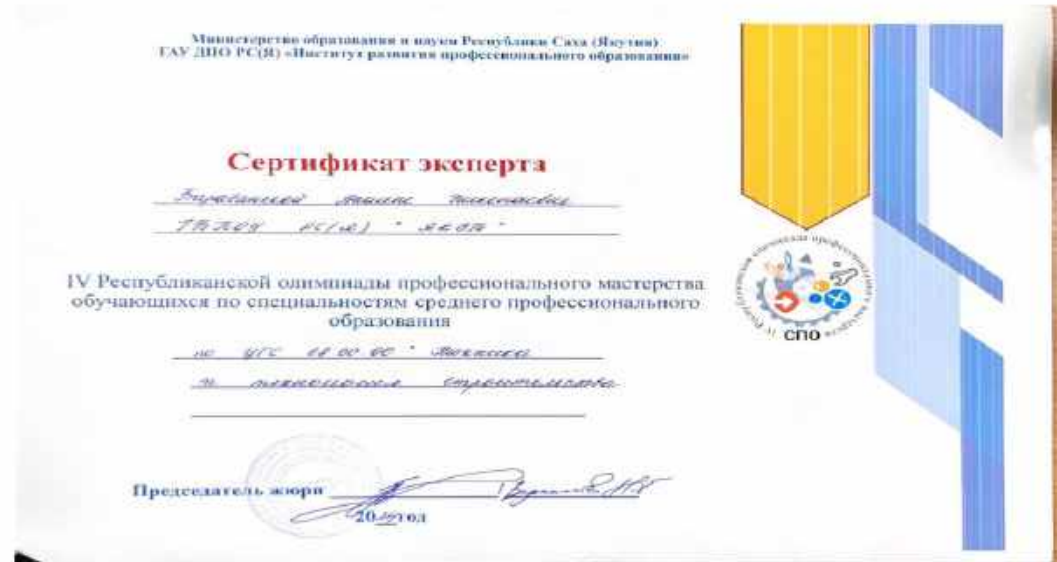 Министерство образования и науки Республики Саха (Якутия)
ГАУ ДПО РС(Я) «Институт развития профессионального образования»
Сертификат эксперта
ГБПОУ РС(Я) "
IV Республиканской олимпиады профессионального мастерства
обучающихся по специальностям среднего профессионального
образования
по УГС 08.00.00 " Техника
и технологии строительства
СПО
Председатель жюри
20 год